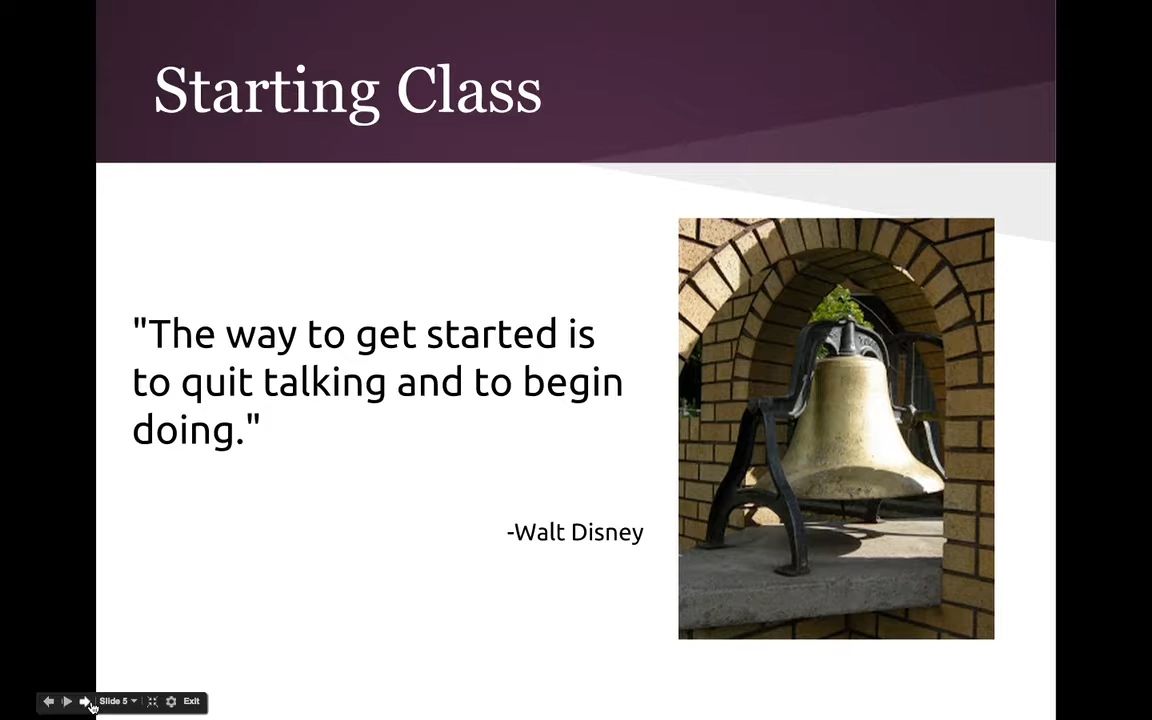 Starting Class
"The way to get started is
to quit talking and to begin
doing."
-Walt Disney
Slide 5
Exit